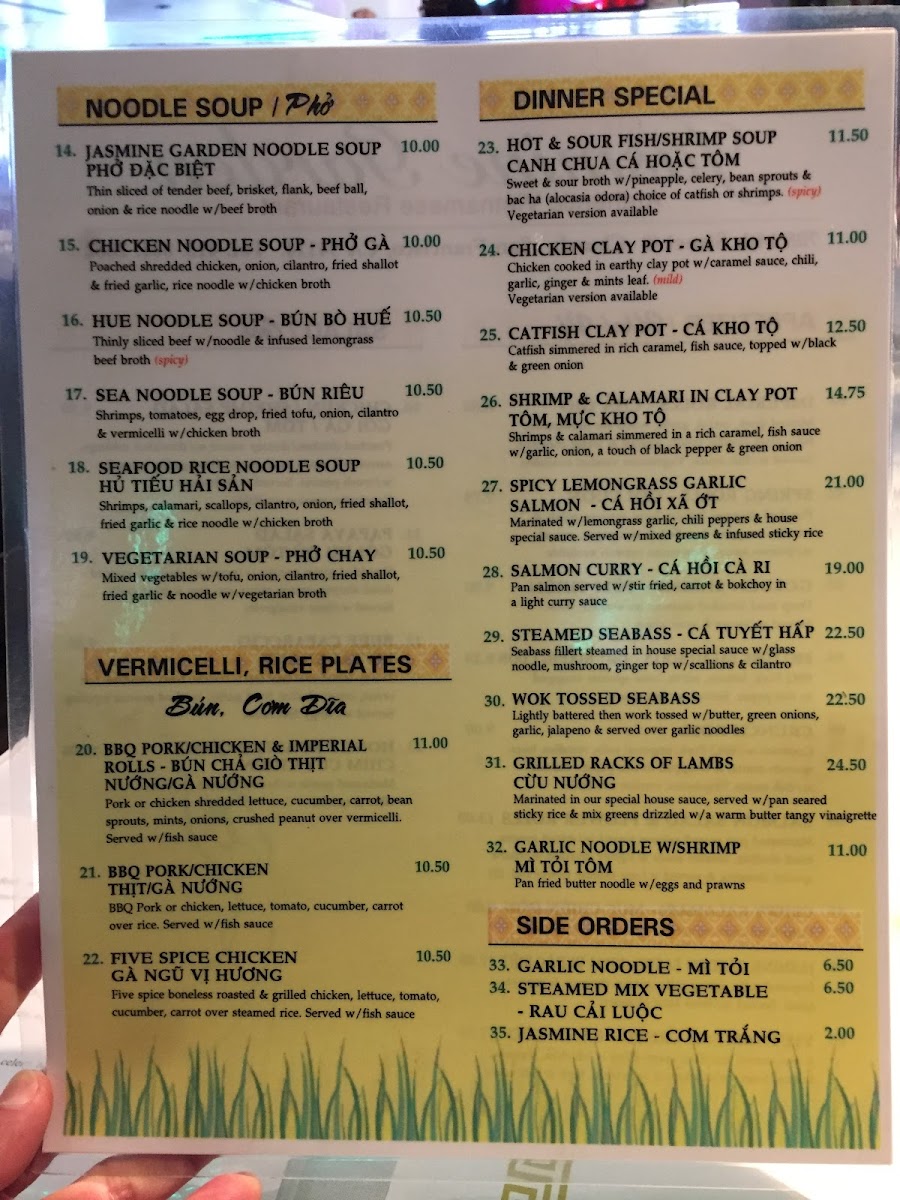 NOODLE SOUP / Phở
14. JASMINE GARDEN NOODLE SOUP 10.00
PHỞ ĐẶC BIỆT
Thin sliced of tender beef, brisket, flank, beef ball,
onion & rice noodle w/beef broth
15. CHICKEN NOODLE SOUP - PHỞ GÀ 10.00
Poached shredded chicken, onion, cilantro, fried shallot
& fried garlic, rice noodle w/chicken broth
16. HUE NOODLE SOUP - BÚN BÒ HUẾ 10.50
Thinly sliced beef w/noodle & infused lemongrass
beef broth (spicy)
17. SEA NOODLE SOUP - BÚN RIÊU 10.50
Shrimps, tomatoes, egg drop, fried tofu, onion, cilantro
& vermicelli w/chicken broth
18. SEAFOOD RICE NOODLE SOUP 10.50
HỦ TIẾU HẢI SẢN
Shrimps, calamari, scallops, cilantro, onion, fried shallot,
fried garlic & rice noodle w/chicken broth
19. VEGETARIAN SOUP - PHỞ CHAY 10.50
Mixed vegetables w/tofu, onion, cilantro, fried shallot,
fried garlic & noodle w/vegetarian broth
VERMICELLI, RICE PLATES
Bún, Cơm Dĩa
20. BBQ PORK/CHICKEN & IMPERIAL 11.00
ROLLS - BÚN CHẢ GIÒ THỊT
NƯỚNG/GÀ NƯỚNG
Pork or chicken shredded lettuce, cucumber, carrot, bean
sprouts, mints, onions, crushed peanut over vermicelli.
Served w/fish sauce
21. BBQ PORK/CHICKEN 10.50
THỊT/GÀ NƯỚNG
BBQ Pork or chicken, lettuce, tomato, cucumber, carrot
over rice. Served w/fish sauce
22. FIVE SPICE CHICKEN 10.50
GÀ NGŨ VỊ HƯƠNG
Five spice boneless roasted & grilled chicken, lettuce, tomato,
cucumber, carrot over steamed rice. Served w/fish sauce
DINNER SPECIAL
23. HOT & SOUR FISH/SHRIMP SOUP 11.50
CANH CHUA CÁ HOẶC TÔM
Sweet & sour broth w/pineapple, celery, bean sprouts &
bac ha (alocasia odora) choice of catfish or shrimps. (spicy)
Vegetarian version available
24. CHICKEN CLAY POT - GÀ KHO TỘ 11.00
Chicken cooked in earthy clay pot w/caramel sauce, chili,
garlic, ginger & mints leaf. (mild)
Vegetarian version available
25. CATFISH CLAY POT - CÁ KHO TỘ 12.50
Catfish simmered in rich caramel, fish sauce, topped w/black
& green onion
26. SHRIMP & CALAMARI IN CLAY POT 14.75
TÔM, MỰC KHO TỘ
Shrimps & calamari simmered in a rich caramel, fish sauce
w/garlic, onion, a touch of black pepper & green onion
27. SPICY LEMONGRASS GARLIC 21.00
SALMON - CÁ HỒI XÃ ỚT
Marinated w/lemongrass garlic, chili peppers & house
special sauce. Served w/mixed greens & infused sticky rice
28. SALMON CURRY - CÁ HỒI CÀ RI 19.00
Pan salmon served w/stir fried, carrot & bokchoy in
a light curry sauce
29. STEAMED SEABASS - CÁ TUYẾT HẤP 22.50
Seabass fillert steamed in house special sauce w/glass
noodle, mushroom, ginger top w/scallions & cilantro
30. WOK TOSSED SEABASS 22.50
Lightly battered then work tossed w/butter, green onions,
garlic, jalapeno & served over garlic noodles
31. GRILLED RACKS OF LAMBS 24.50
CỪU NƯỚNG
Marinated in our special house sauce, served w/pan seared
sticky rice & mix greens drizzled w/a warm butter tangy vinaigrette
32. GARLIC NOODLE W/SHRIMP 11.00
MÌ TỎI TÔM
Pan fried butter noodle w/eggs and prawns
SIDE ORDERS
33. GARLIC NOODLE - MÌ TỎI 6.50
34. STEAMED MIX VEGETABLE 6.50
- RAU CẢI LUỘC
35. JASMINE RICE - CƠM TRẮNG 2.00